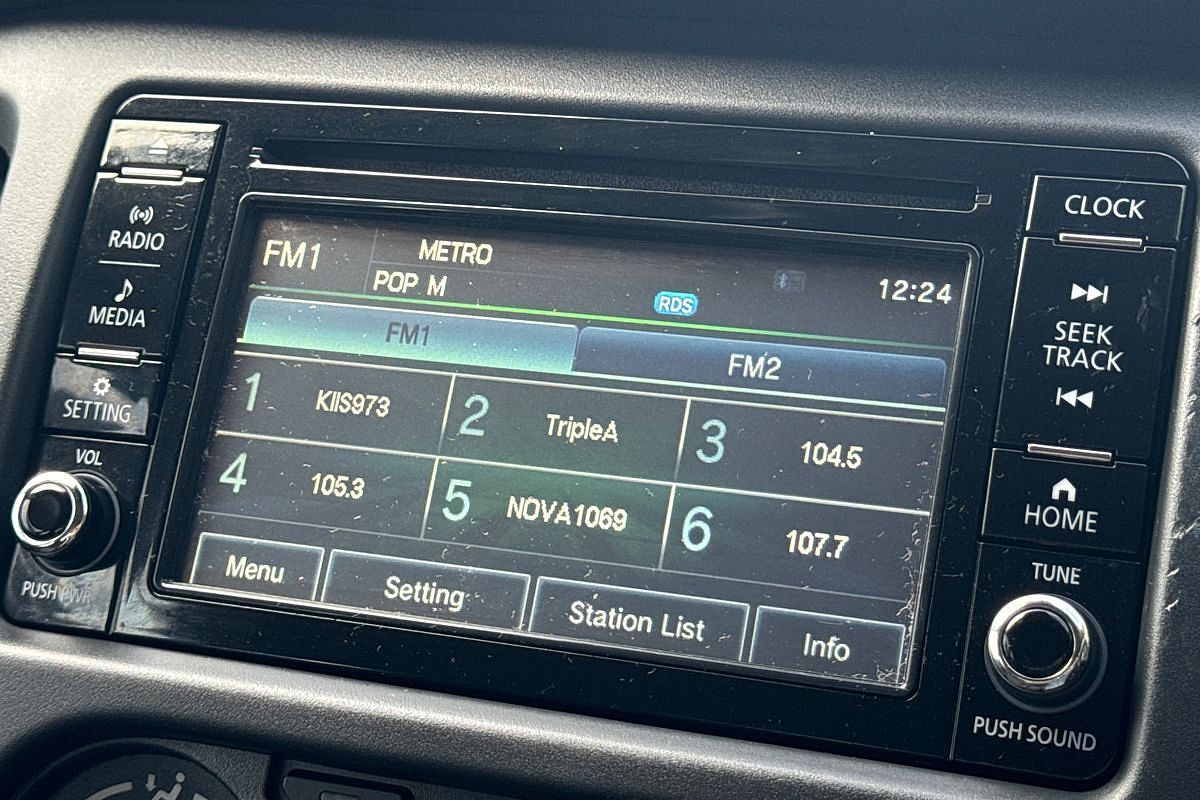 RADIO
MEDIA
SETTING
VOL
PUSH PWR
FM1
METRO
POP M
RDS
12:24
FM1
FM2
1 KIIS973
2 TripleA
3 104.5
4 105.3
5 NOVA1069
6 107.7
Menu
Setting
Station List
Info
CLOCK
SEEK
TRACK
HOME
TUNE
PUSH SOUND